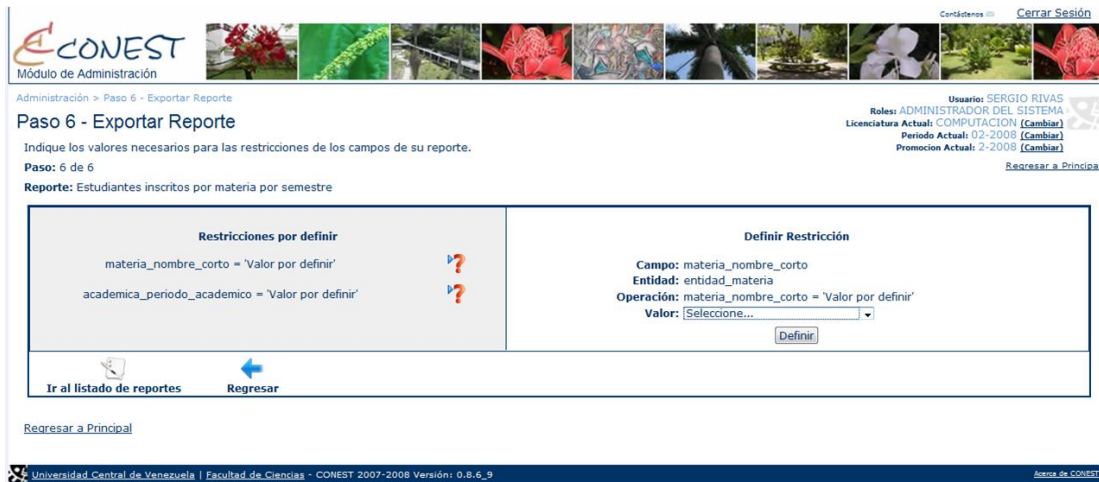 Contáctenos
Cerrar Sesión
ECONEST
Módulo de Administración
Administración > Paso 6 - Exportar Reporte
Usuario: SERGIO RIVAS
Roles: ADMINISTRADOR DEL SISTEMA
Licenciatura Actual: COMPUTACION (Cambiar)
Periodo Actual: 02-2008 (Cambiar)
Promocion Actual: 2-2008 (Cambiar)
Paso 6 - Exportar Reporte
Indique los valores necesarios para las restricciones de los campos de su reporte.
Paso: 6 de 6
Regresar a Principa
Reporte: Estudiantes inscritos por materia por semestre
Restricciones por definir
materia_nombre_corto = 'Valor por definir'
academica_periodo_academico = 'Valor por definir'
Definir Restricción
Campo: materia_nombre_corto
Entidad: entidad_materia
Operación: materia_nombre_corto = 'Valor por definir'
Valor: Seleccione...
Definir
Ir al listado de reportes
Regresar
Regresar a Principal
Universidad Central de Venezuela | Facultad de Ciencias - CONEST 2007-2008 Versión: 0.8.6_9
Acerca de CONEST